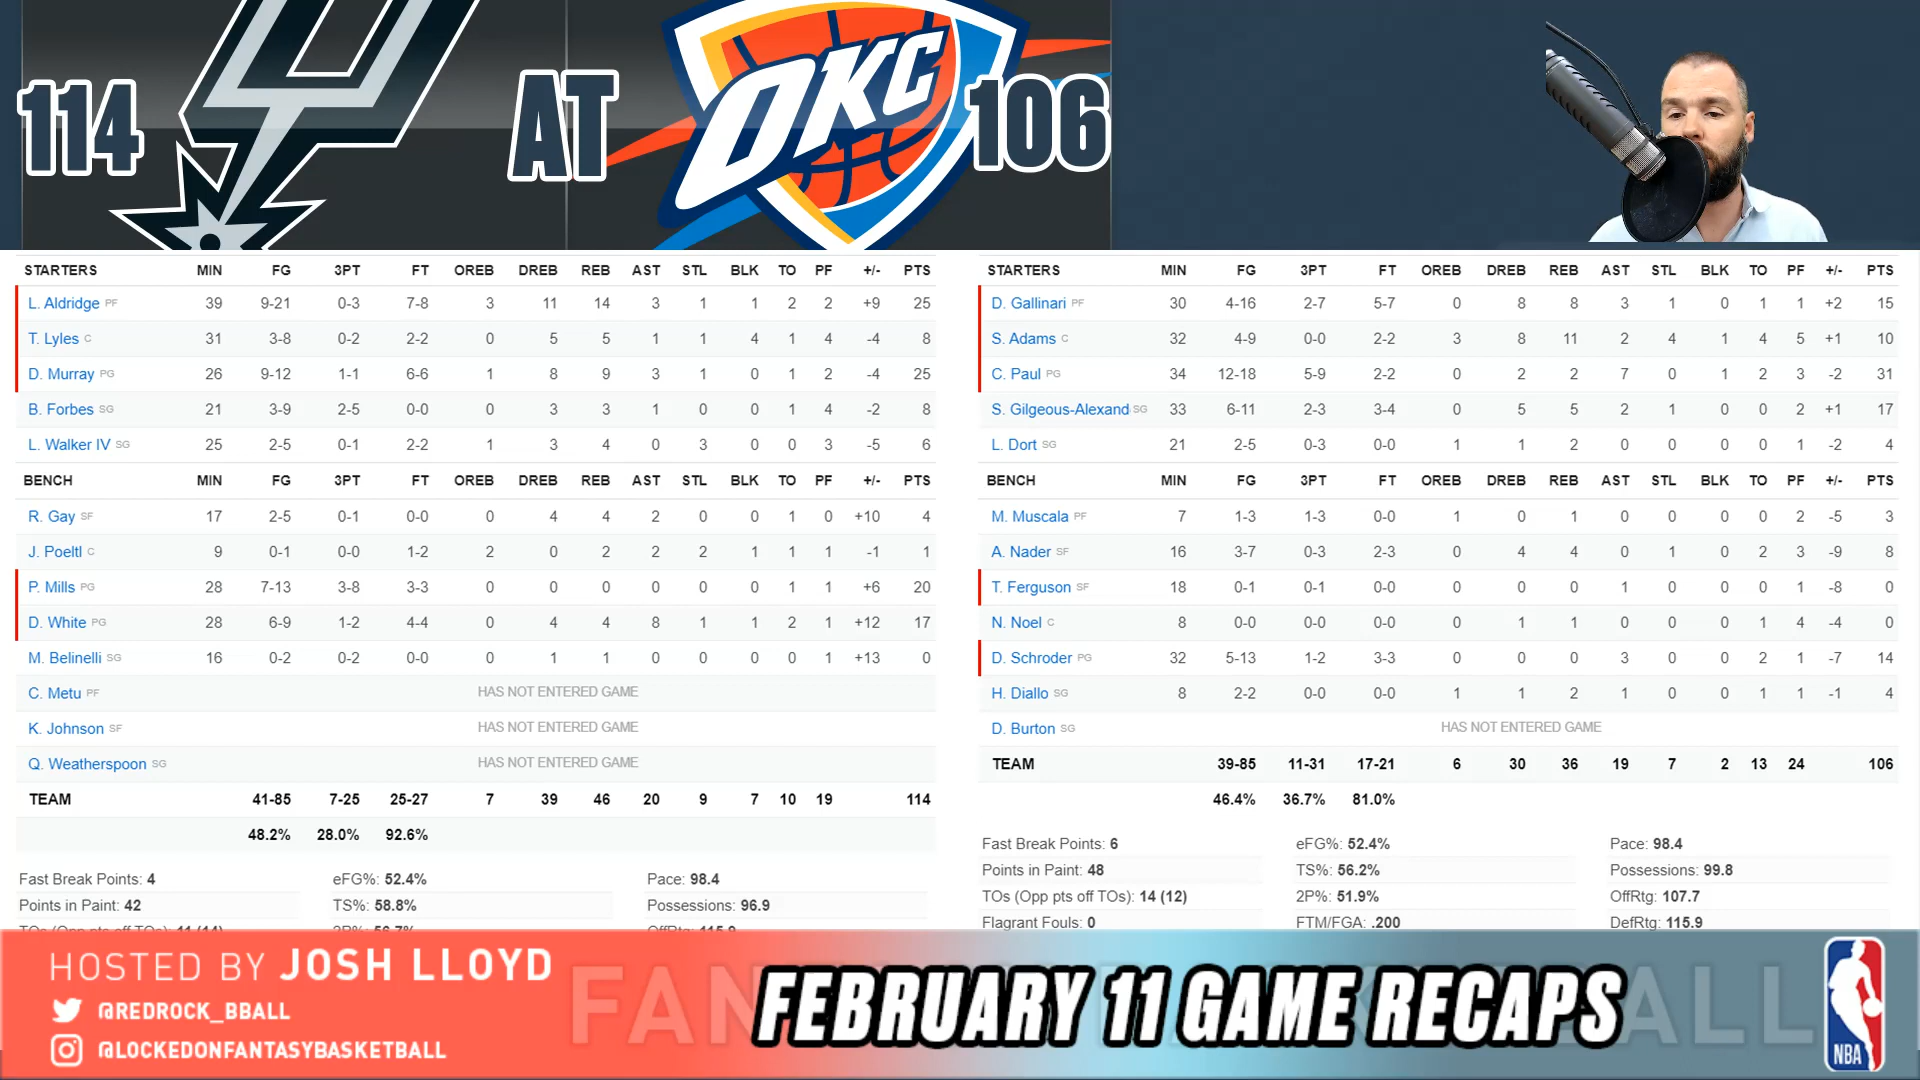 114 AT OKC 106
STARTERS MIN FG 3PT FT OREB DREB REB AST STL BLK TO PF +/- PTS
L. Aldridge PF 39 9-21 0-3 7-8 3 11 14 3 1 1 2 2 +9 25
T. Lyles C 31 3-8 0-2 2-2 0 5 5 1 1 4 1 4 -4 8
D. Murray PG 26 9-12 1-1 6-6 1 8 9 3 1 0 1 2 -4 25
B. Forbes SG 21 3-9 2-5 0-0 0 3 3 1 0 0 1 4 -2 8
L. Walker IV SG 25 2-5 0-1 2-2 1 3 4 0 3 0 0 3 -5 6
BENCH MIN FG 3PT FT OREB DREB REB AST STL BLK TO PF +/- PTS
R. Gay SF 17 2-5 0-1 0-0 0 4 4 2 0 0 1 0 +10 4
J. Poeltl C 9 0-1 0-0 1-2 2 0 2 2 2 1 1 1 -1 1
P. Mills PG 28 7-13 3-8 3-3 0 0 0 0 0 0 1 1 +6 20
D. White PG 28 6-9 1-2 4-4 0 4 4 8 1 1 2 1 +12 17
M. Belinelli SG 16 0-2 0-2 0-0 0 1 1 0 0 0 0 1 +13 0
C. Metu PF HAS NOT ENTERED GAME
K. Johnson SF HAS NOT ENTERED GAME
Q. Weatherspoon SG HAS NOT ENTERED GAME
TEAM 41-85 7-25 25-27 7 39 46 20 9 7 10 19 114
48.2% 28.0% 92.6%
Fast Break Points: 4 eFG%: 52.4% Pace: 98.4
Points in Paint: 42 TS%: 58.8% Possessions: 96.9
STARTERS MIN FG 3PT FT OREB DREB REB AST STL BLK TO PF +/- PTS
D. Gallinari PF 30 4-16 2-7 5-7 0 8 8 3 1 0 1 1 +2 15
S. Adams C 32 4-9 0-0 2-2 3 8 11 2 4 1 4 5 +1 10
C. Paul PG 34 12-18 5-9 2-2 0 2 2 7 0 1 2 3 -2 31
S. Gilgeous-Alexand SG 33 6-11 2-3 3-4 0 5 5 2 1 0 0 2 +1 17
L. Dort SG 21 2-5 0-3 0-0 1 1 2 0 0 0 0 1 -2 4
BENCH MIN FG 3PT FT OREB DREB REB AST STL BLK TO PF +/- PTS
M. Muscala PF 7 1-3 1-3 0-0 1 0 1 0 0 0 0 2 -5 3
A. Nader SF 16 3-7 0-3 2-3 0 4 4 0 1 0 2 3 -9 8
T. Ferguson SF 18 0-1 0-1 0-0 0 0 0 1 0 0 0 1 -8 0
N. Noel C 8 0-0 0-0 0-0 0 1 1 0 0 0 1 4 -4 0
D. Schroder PG 32 5-13 1-2 3-3 0 0 0 3 0 0 2 1 -7 14
H. Diallo SG 8 2-2 0-0 0-0 1 1 2 1 0 0 1 1 -1 4
D. Burton SG HAS NOT ENTERED GAME
TEAM 39-85 11-31 17-21 6 30 36 19 7 2 13 24 106
46.4% 36.7% 81.0%
Fast Break Points: 6 eFG%: 52.4% Pace: 98.4
Points in Paint: 48 TS%: 56.2% Possessions: 99.8
TOs (Opp pts off TOs): 14 (12) 2P%: 51.9% OffRtg: 107.7
Flagrant Fouls: 0 FTM/FGA: .200 DefRtg: 115.9
HOSTED BY JOSH LLOYD
@REDROCK_BBALL
@LOCKEDONFANTASYBASKETBALL
FEBRUARY 11 GAME RECAPS
NBA